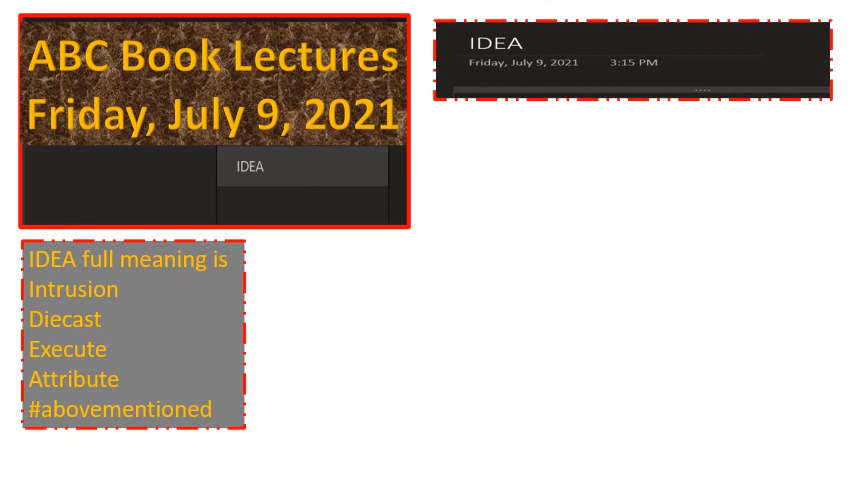 ABC Book Lectures
Friday, July 9, 2021
IDEA
IDEA
Friday, July 9, 2021 3:15 PM
IDEA full meaning is
Intrusion
Diecast
Execute
Attribute
#abovementioned